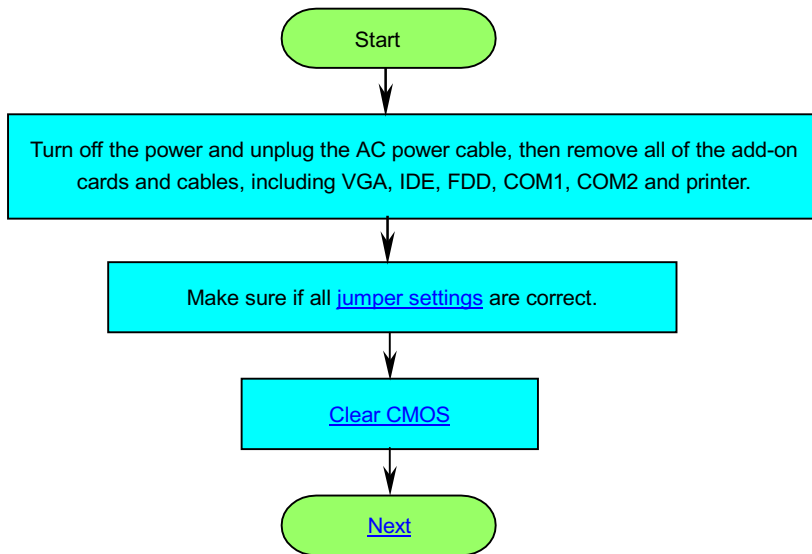 Start
Turn off the power and unplug the AC power cable, then remove all of the add-on
cards and cables, including VGA, IDE, FDD, COM1, COM2 and printer.
Make sure if all jumper settings are correct.
Clear CMOS
Next